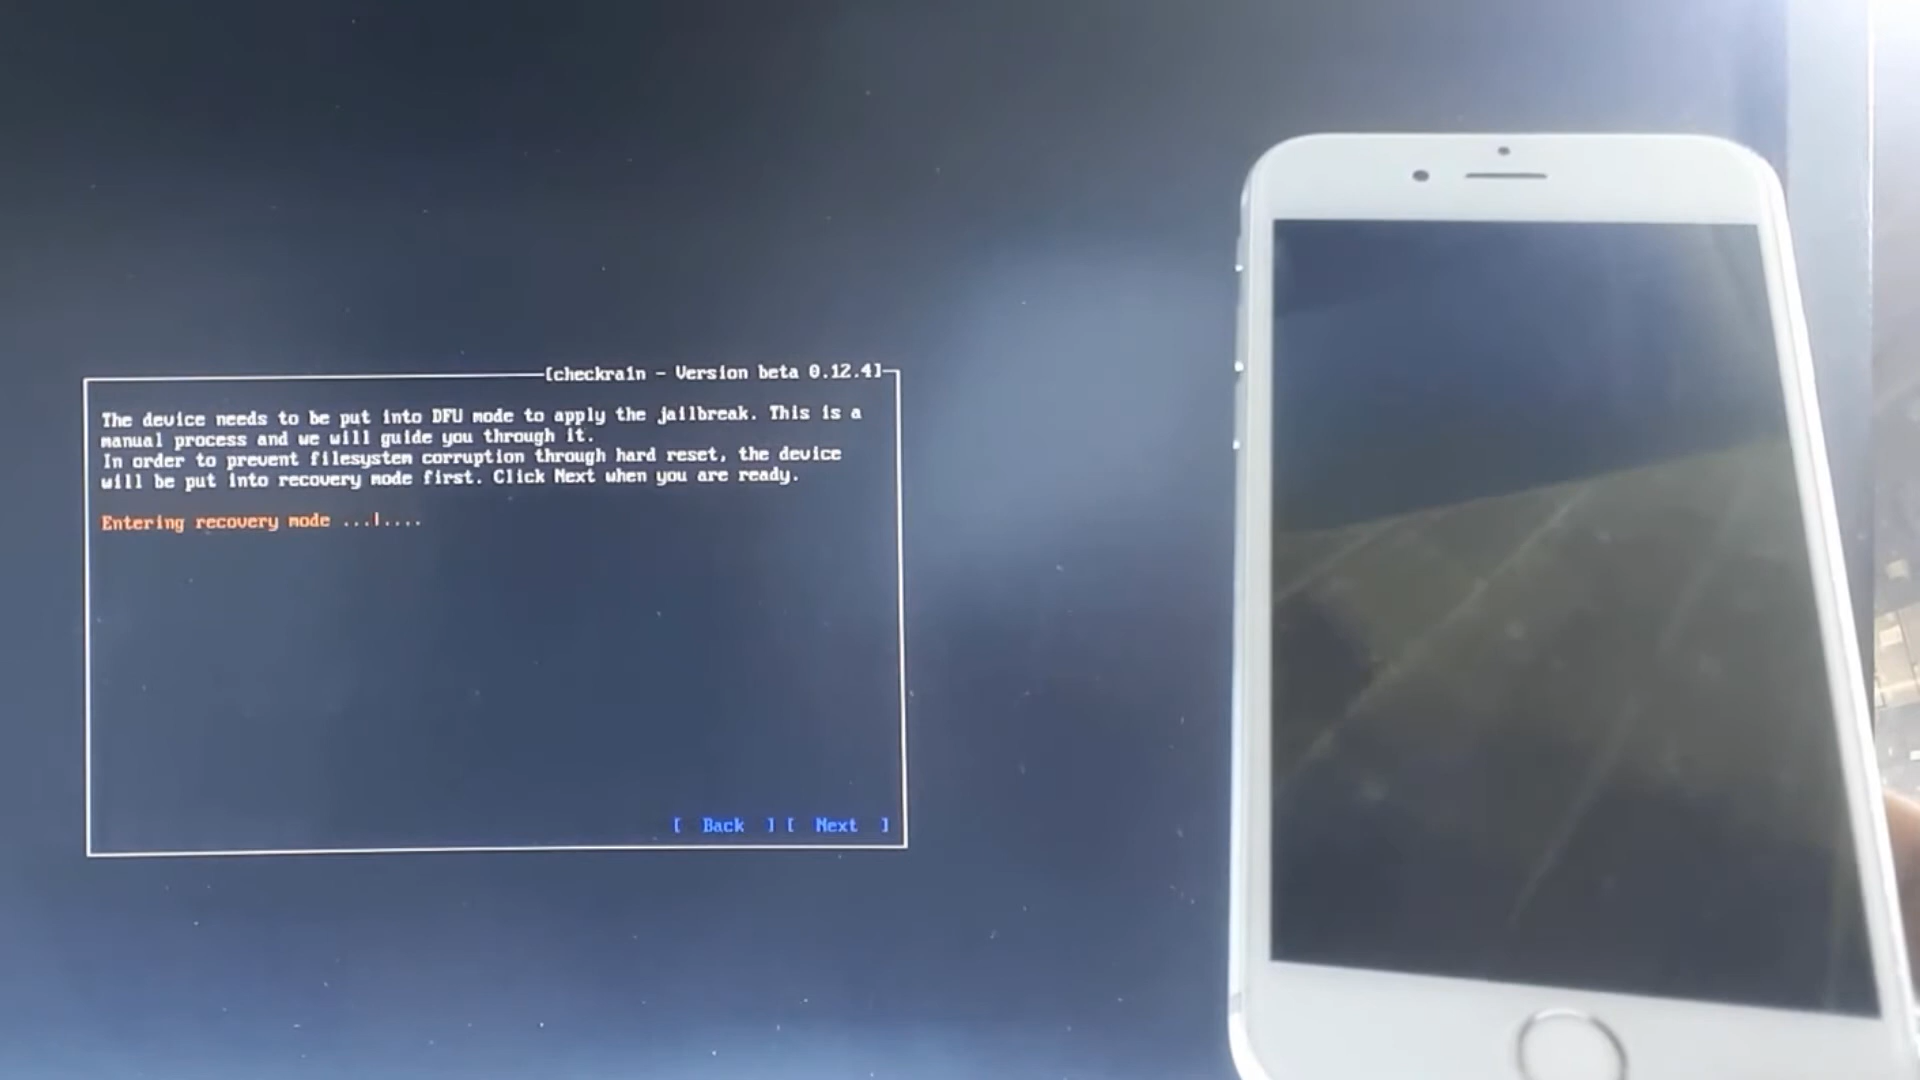 [checkra1n - Version beta 0.12.4]
The device needs to be put into DFU mode to apply the jailbreak. This is a
manual process and we will guide you through it.
In order to prevent filesystem corruption through hard reset, the device
will be put into recovery mode first. Click Next when you are ready.
Entering recovery mode ...|....
[ Back ] [ Next ]